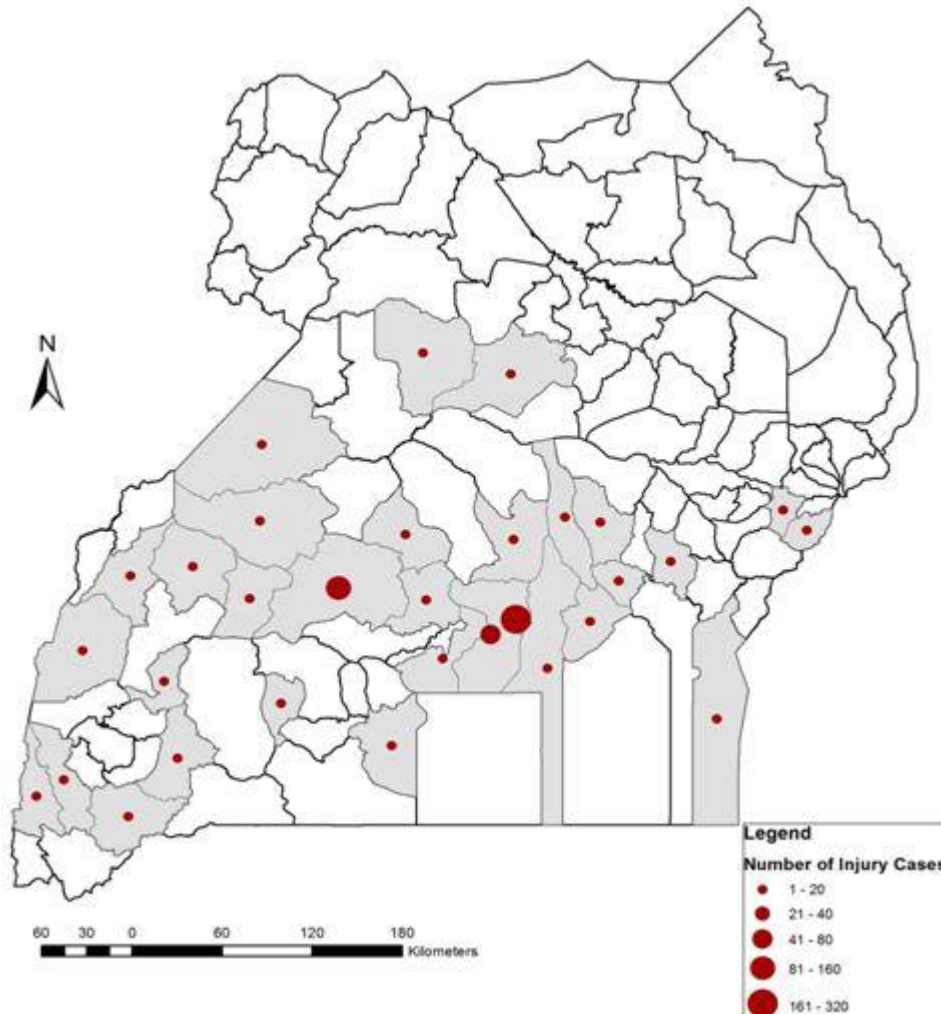 N
Legend
Number of Injury Cases
1 - 20
21 - 40
41 - 80
81 - 160
161 - 320
60 30 0 60 120 180
Kilometers